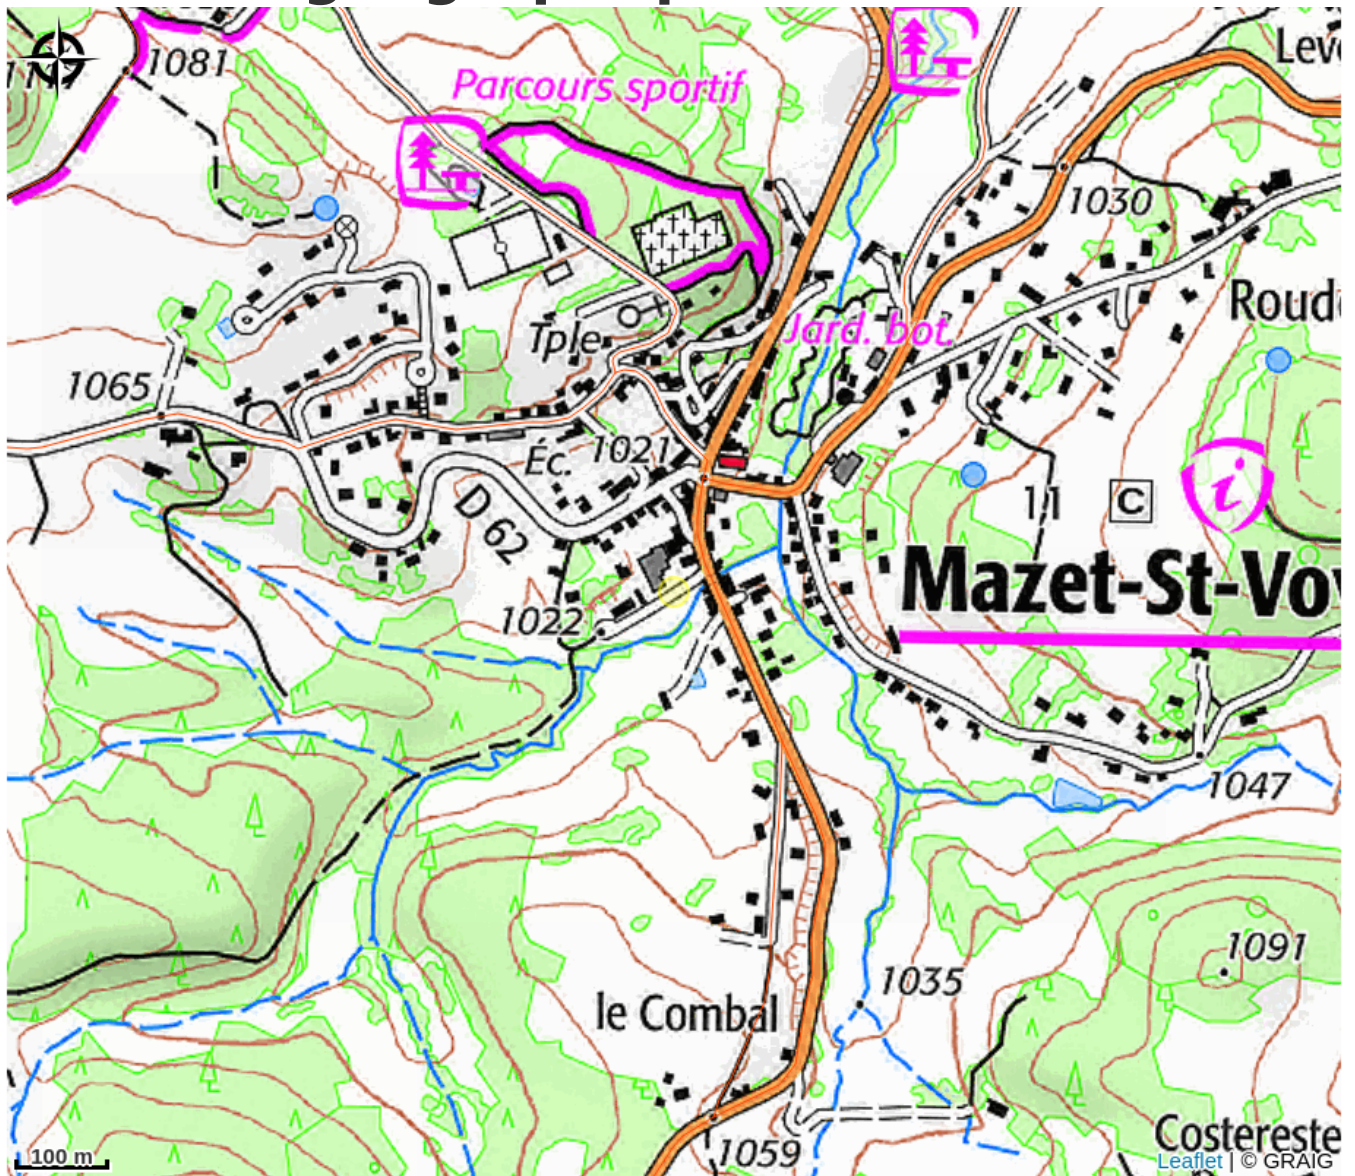 Leve
1081
Parcours sportif
1030
Roude
Tple
Jard. bot.
1065
Éc.
1021
D 62
11
C
i
Mazet-St-Voy
1022
1047
1091
1035
le Combal
Costereste
1059
100 m
Leaflet | © GRAIG